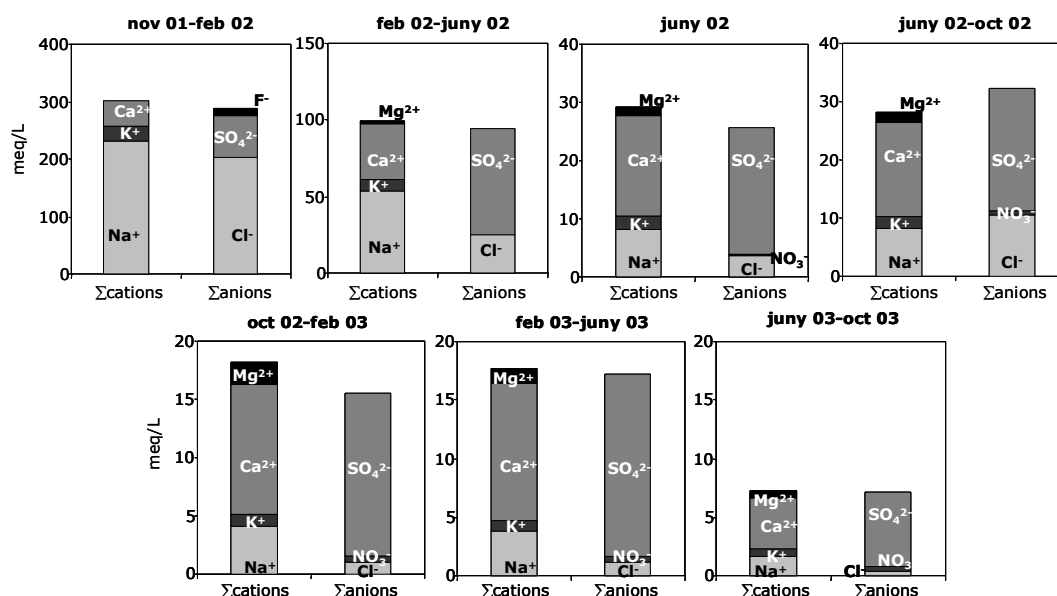 nov 01-feb 02
feb 02-juny 02
juny 02
juny 02-oct 02
meq/L
400
300
200
100
0
Ca²⁺
K⁺
Na⁺
F⁻
SO₄²⁻
Cl⁻
Σcations
Σanions
150
100
50
0
Mg²⁺
Ca²⁺
K⁺
Na⁺
SO₄²⁻
Cl⁻
Σcations
Σanions
40
30
20
10
0
Mg²⁺
Ca²⁺
K⁺
Na⁺
SO₄²⁻
NO₃⁻
Cl⁻
Σcations
Σanions
40
30
20
10
0
Mg²⁺
Ca²⁺
K⁺
Na⁺
SO₄²⁻
NO₃⁻
Cl⁻
Σcations
Σanions
oct 02-feb 03
feb 03-juny 03
juny 03-oct 03
meq/L
20
15
10
5
0
Mg²⁺
Ca²⁺
K⁺
Na⁺
SO₄²⁻
NO₃⁻
Cl⁻
Σcations
Σanions
20
15
10
5
0
Mg²⁺
Ca²⁺
K⁺
Na⁺
SO₄²⁻
NO₃⁻
Cl⁻
Σcations
Σanions
20
15
10
5
0
Mg²⁺
Ca²⁺
K⁺
Na⁺
SO₄²⁻
NO₃
Cl⁻
Σcations
Σanions